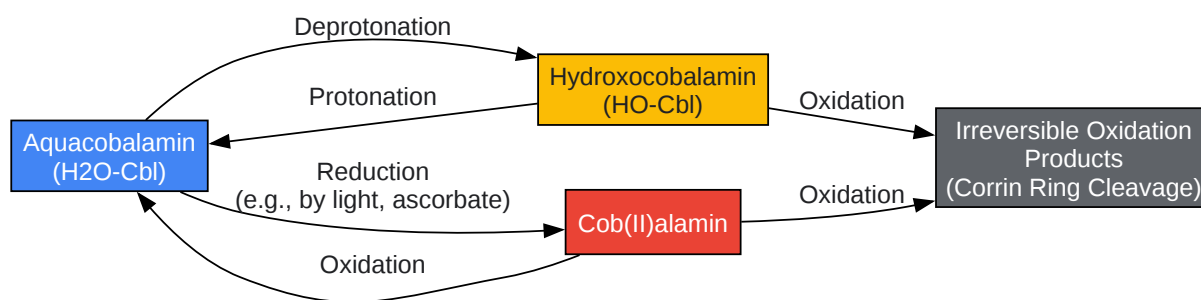 Deprotonation
Hydroxocobalamin
(HO-Cbl)
Protonation
Oxidation
Aquacobalamin
(H2O-Cbl)
Irreversible Oxidation
Products
(Corrin Ring Cleavage)
Reduction
(e.g., by light, ascorbate)
Oxidation
Cob(II)alamin
Oxidation